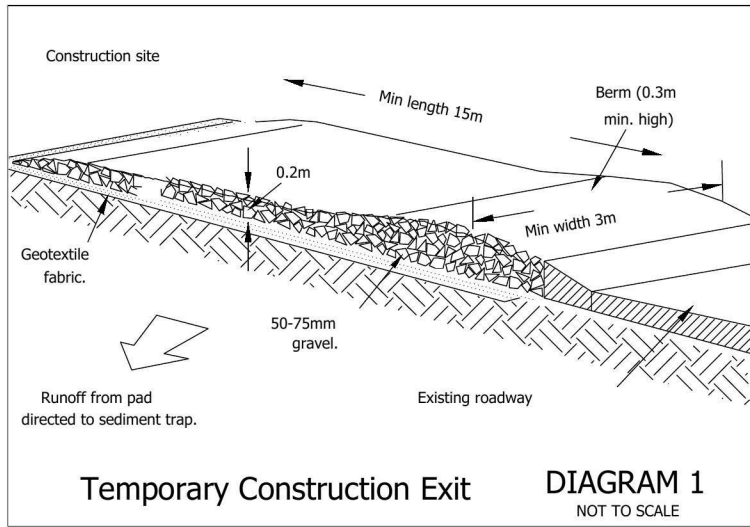 Construction site
Min length 15m
Berm (0.3m
min. high)
0.2m
Min width 3m
Geotextile
fabric.
50-75mm
gravel.
Runoff from pad
directed to sediment trap.
Existing roadway
Temporary Construction Exit
DIAGRAM 1
NOT TO SCALE